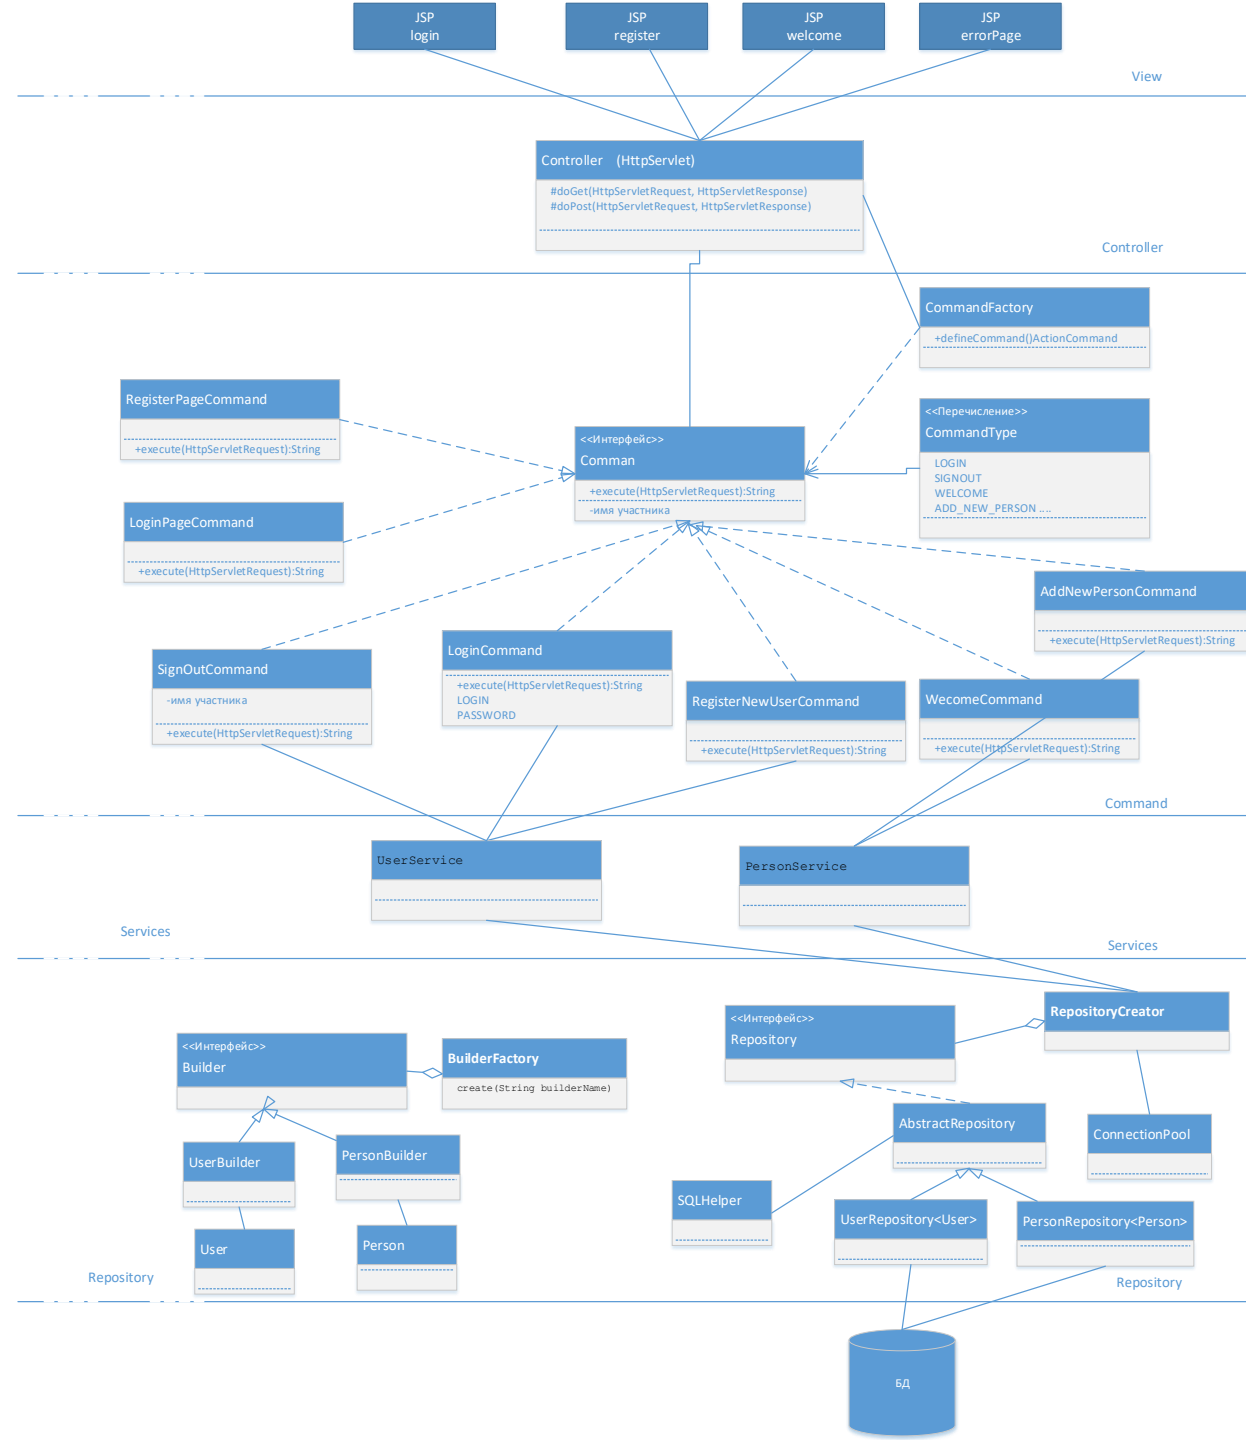 JSP
login
JSP
register
JSP
welcome
JSP
errorPage
View
Controller (HttpServlet)
#doGet(HttpServletRequest, HttpServletResponse)
#doPost(HttpServletRequest, HttpServletResponse)
Controller
CommandFactory
+defineCommand()ActionCommand
RegisterPageCommand
+execute(HttpServletRequest):String
<<Перечисление>>
CommandType
LOGIN
SIGNOUT
WELCOME
ADD_NEW_PERSON ....
<<Интерфейс>>
Comman
+execute(HttpServletRequest):String
-имя участника
LoginPageCommand
+execute(HttpServletRequest):String
AddNewPersonCommand
+execute(HttpServletRequest):String
SignOutCommand
-имя участника
+execute(HttpServletRequest):String
LoginCommand
+execute(HttpServletRequest):String
LOGIN
PASSWORD
RegisterNewUserCommand
+execute(HttpServletRequest):String
WecomeCommand
+execute(HttpServletRequest):String
Command
UserService
PersonService
Services
Services
<<Интерфейс>>
Builder
BuilderFactory
create(String builderName)
<<Интерфейс>>
Repository
RepositoryCreator
UserBuilder
PersonBuilder
AbstractRepository
ConnectionPool
User
Person
SQLHelper
UserRepository<User>
PersonRepository<Person>
Repository
Repository
БД